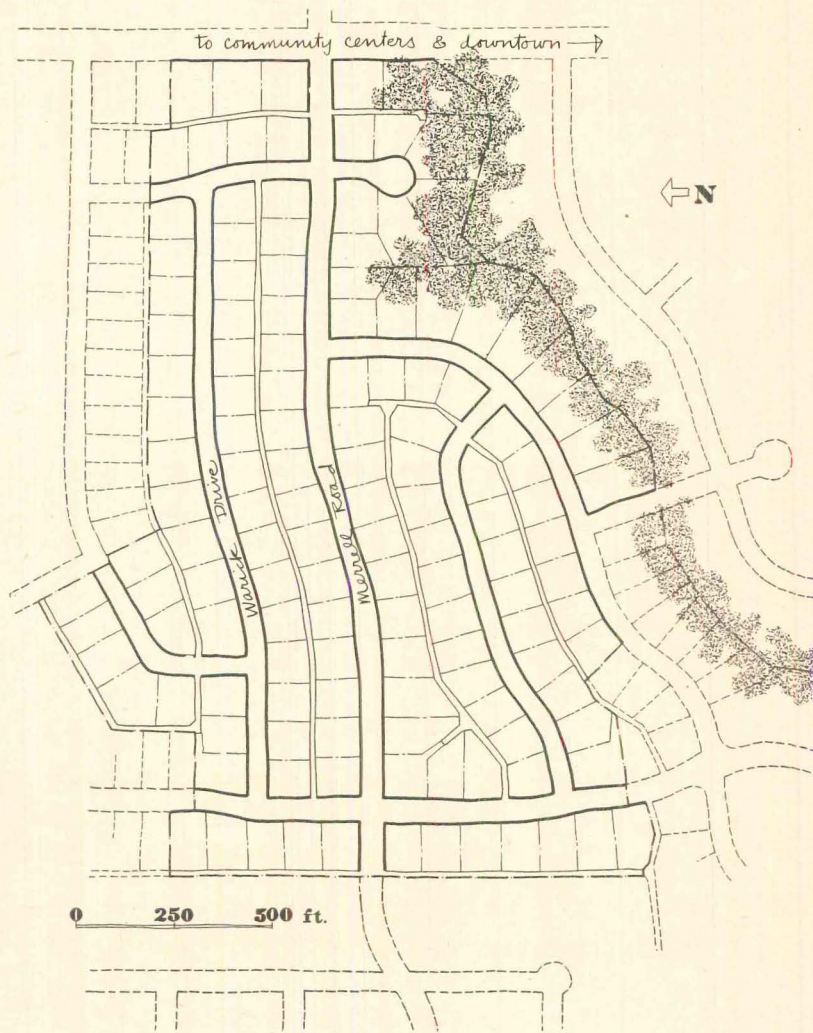 to community centers & downtown
N
Warick Drive
Merrell Road
0 250 500 ft.